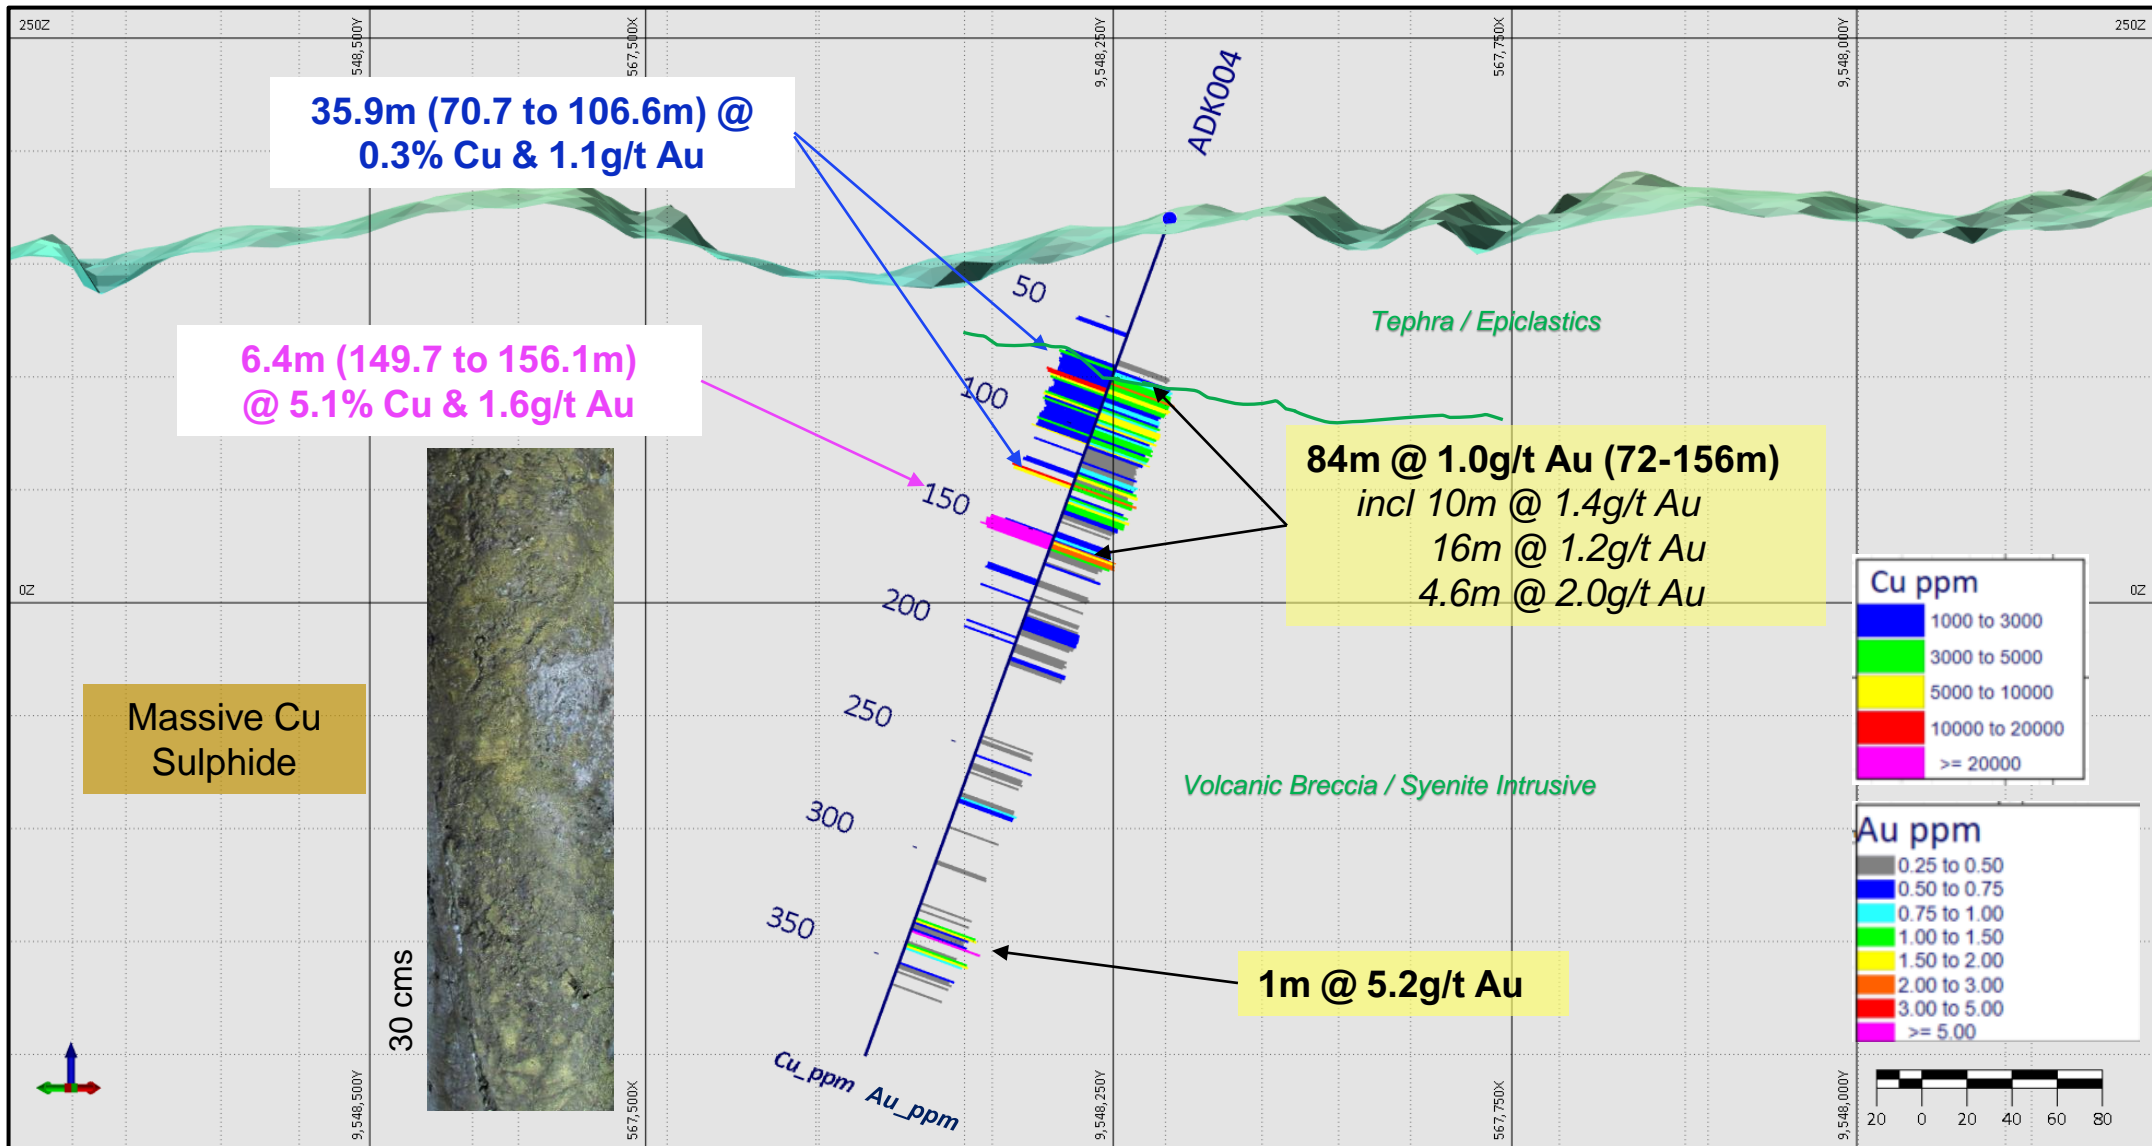 250Z
548,500Y
567,500X
9,548,250Y
567,750X
9,548,000Y
250Z
ADK004
35.9m (70.7 to 106.6m) @
0.3% Cu & 1.1g/t Au
50
Tephra / Epiclastics
6.4m (149.7 to 156.1m)
@ 5.1% Cu & 1.6g/t Au
100
84m @ 1.0g/t Au (72-156m)
incl 10m @ 1.4g/t Au
16m @ 1.2g/t Au
4.6m @ 2.0g/t Au
150
0Z
200
0Z
Cu ppm
1000 to 3000
3000 to 5000
5000 to 10000
10000 to 20000
>= 20000
Massive Cu
Sulphide
250
Volcanic Breccia / Syenite Intrusive
300
Au ppm
0.25 to 0.50
0.50 to 0.75
0.75 to 1.00
1.00 to 1.50
1.50 to 2.00
2.00 to 3.00
3.00 to 5.00
>= 5.00
350
30 cms
1m @ 5.2g/t Au
Cu_ppm Au_ppm
9,548,500Y
567,500X
9,548,250Y
567,750X
9,548,000Y
20 0 20 40 60 80